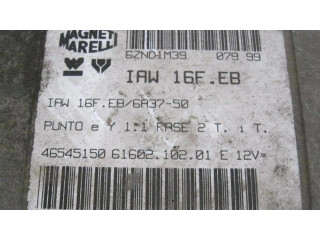 MAGNETI
MARELLI
6ZND1M39 079 99
IAW 16F.EB
IAW 16F.EB/6A37-50
PUNTO e Y 1.1 FASE 2 T. i T.
46545150 61602.102.01 E 12V=